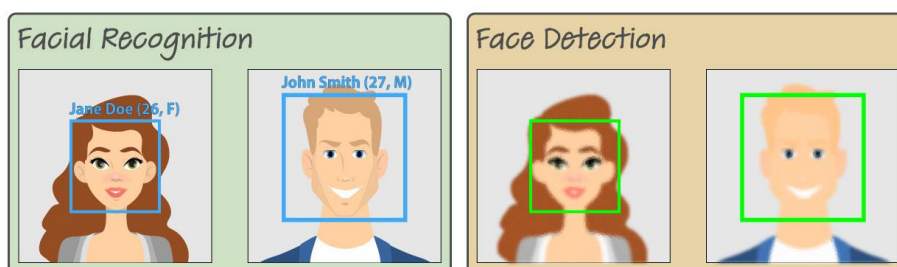 Facial Recognition
Face Detection
Jane Doe (26, F)
John Smith (27, M)